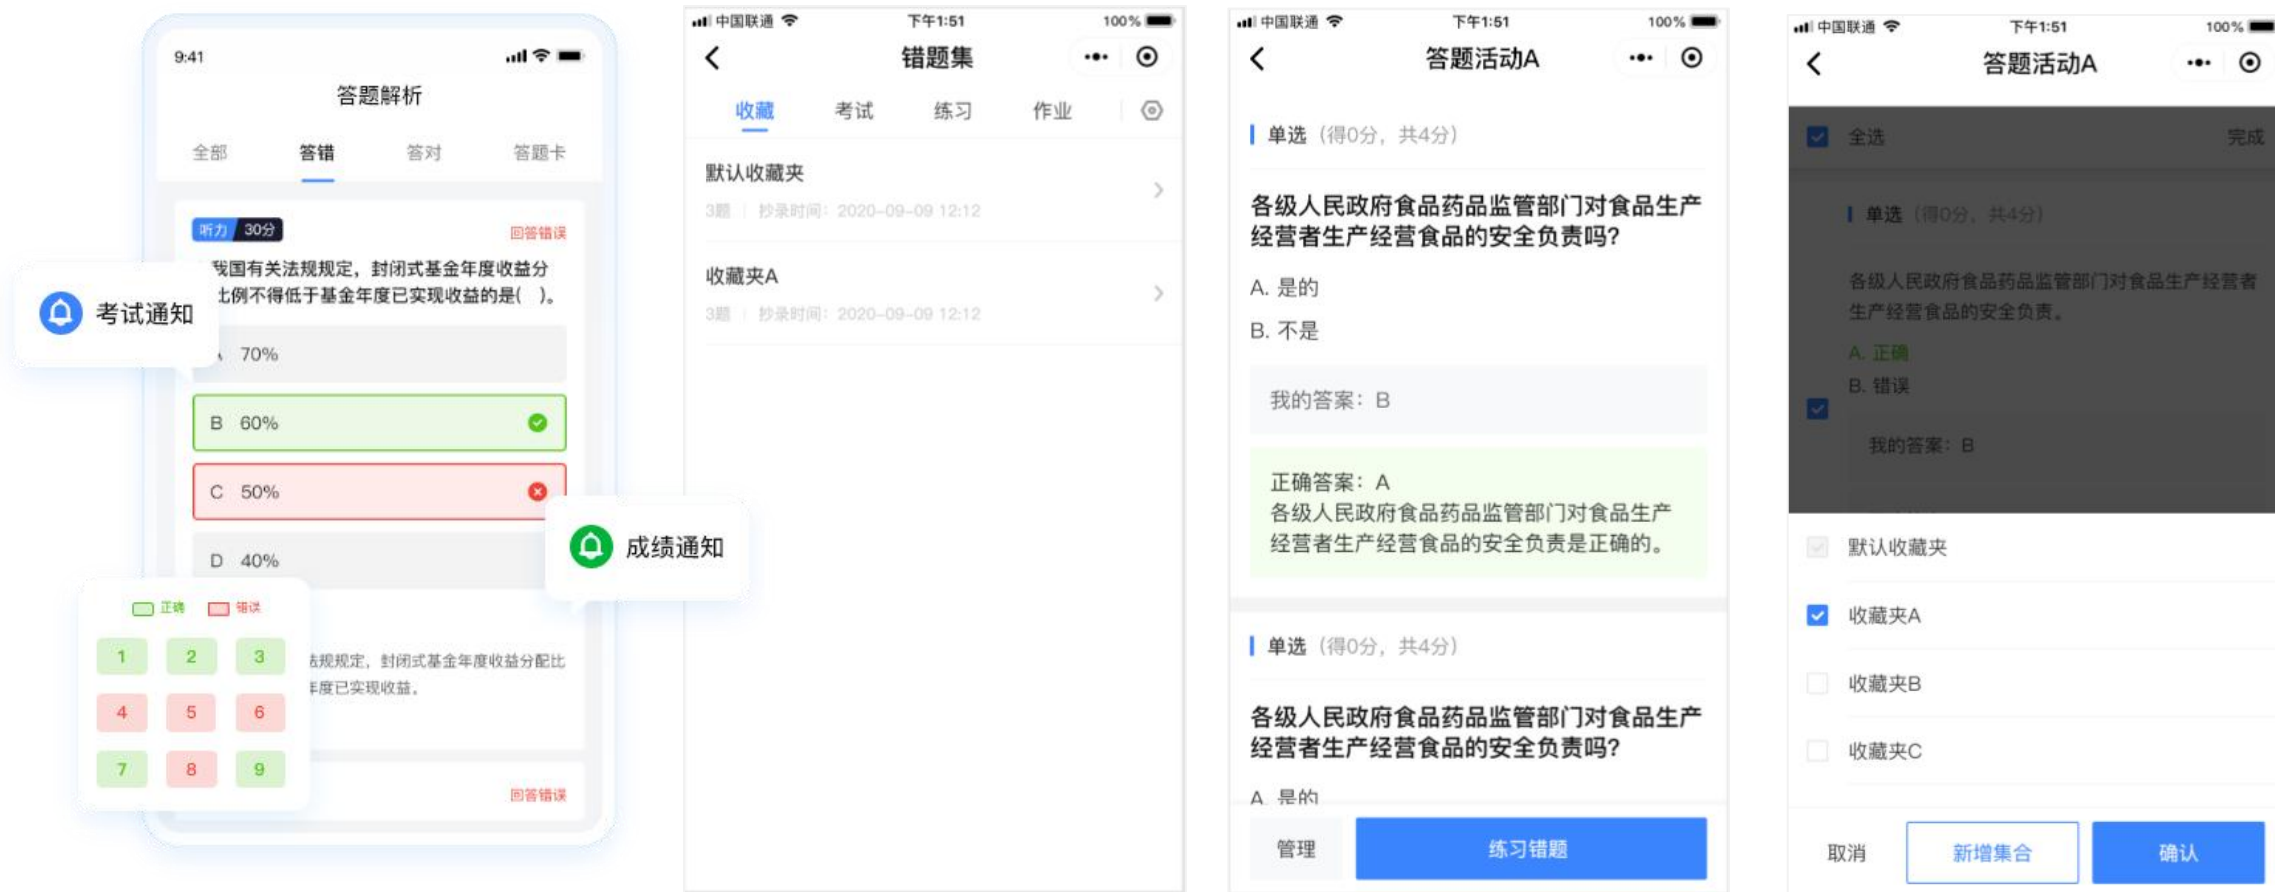 9:41
答题解析
全部 答错 答对 答题卡
听力 30分 回答错误
我国有关法规规定，封闭式基金年度收益分
比例不得低于基金年度已实现收益的是( )。
考试通知
70%
B 60%
C 50%
成绩通知
D 40%
正确 错误
1 2 3
4 5 6
7 8 9
法规规定，封闭式基金年度收益分配比
年度已实现收益。
回答错误
中国联通 下午1:51 100%
错题集
收藏 考试 练习 作业
默认收藏夹
3题 抄录时间：2020-09-09 12:12
收藏夹A
3题 抄录时间：2020-09-09 12:12
中国联通 下午1:51 100%
答题活动A
单选（得0分，共4分）
各级人民政府食品药品监管部门对食品生产
经营者生产经营食品的安全负责吗？
A. 是的
B. 不是
我的答案：B
正确答案：A
各级人民政府食品药品监管部门对食品生产
经营者生产经营食品的安全负责是正确的。
单选（得0分，共4分）
各级人民政府食品药品监管部门对食品生产
经营者生产经营食品的安全负责吗？
A. 是的
管理 练习错题
中国联通 下午1:51 100%
答题活动A
全选 完成
单选（得0分，共4分）
各级人民政府食品药品监管部门对食品生产经营者
生产经营食品的安全负责。
A. 正确
B. 错误
我的答案：B
默认收藏夹
收藏夹A
收藏夹B
收藏夹C
取消 新增集合 确认